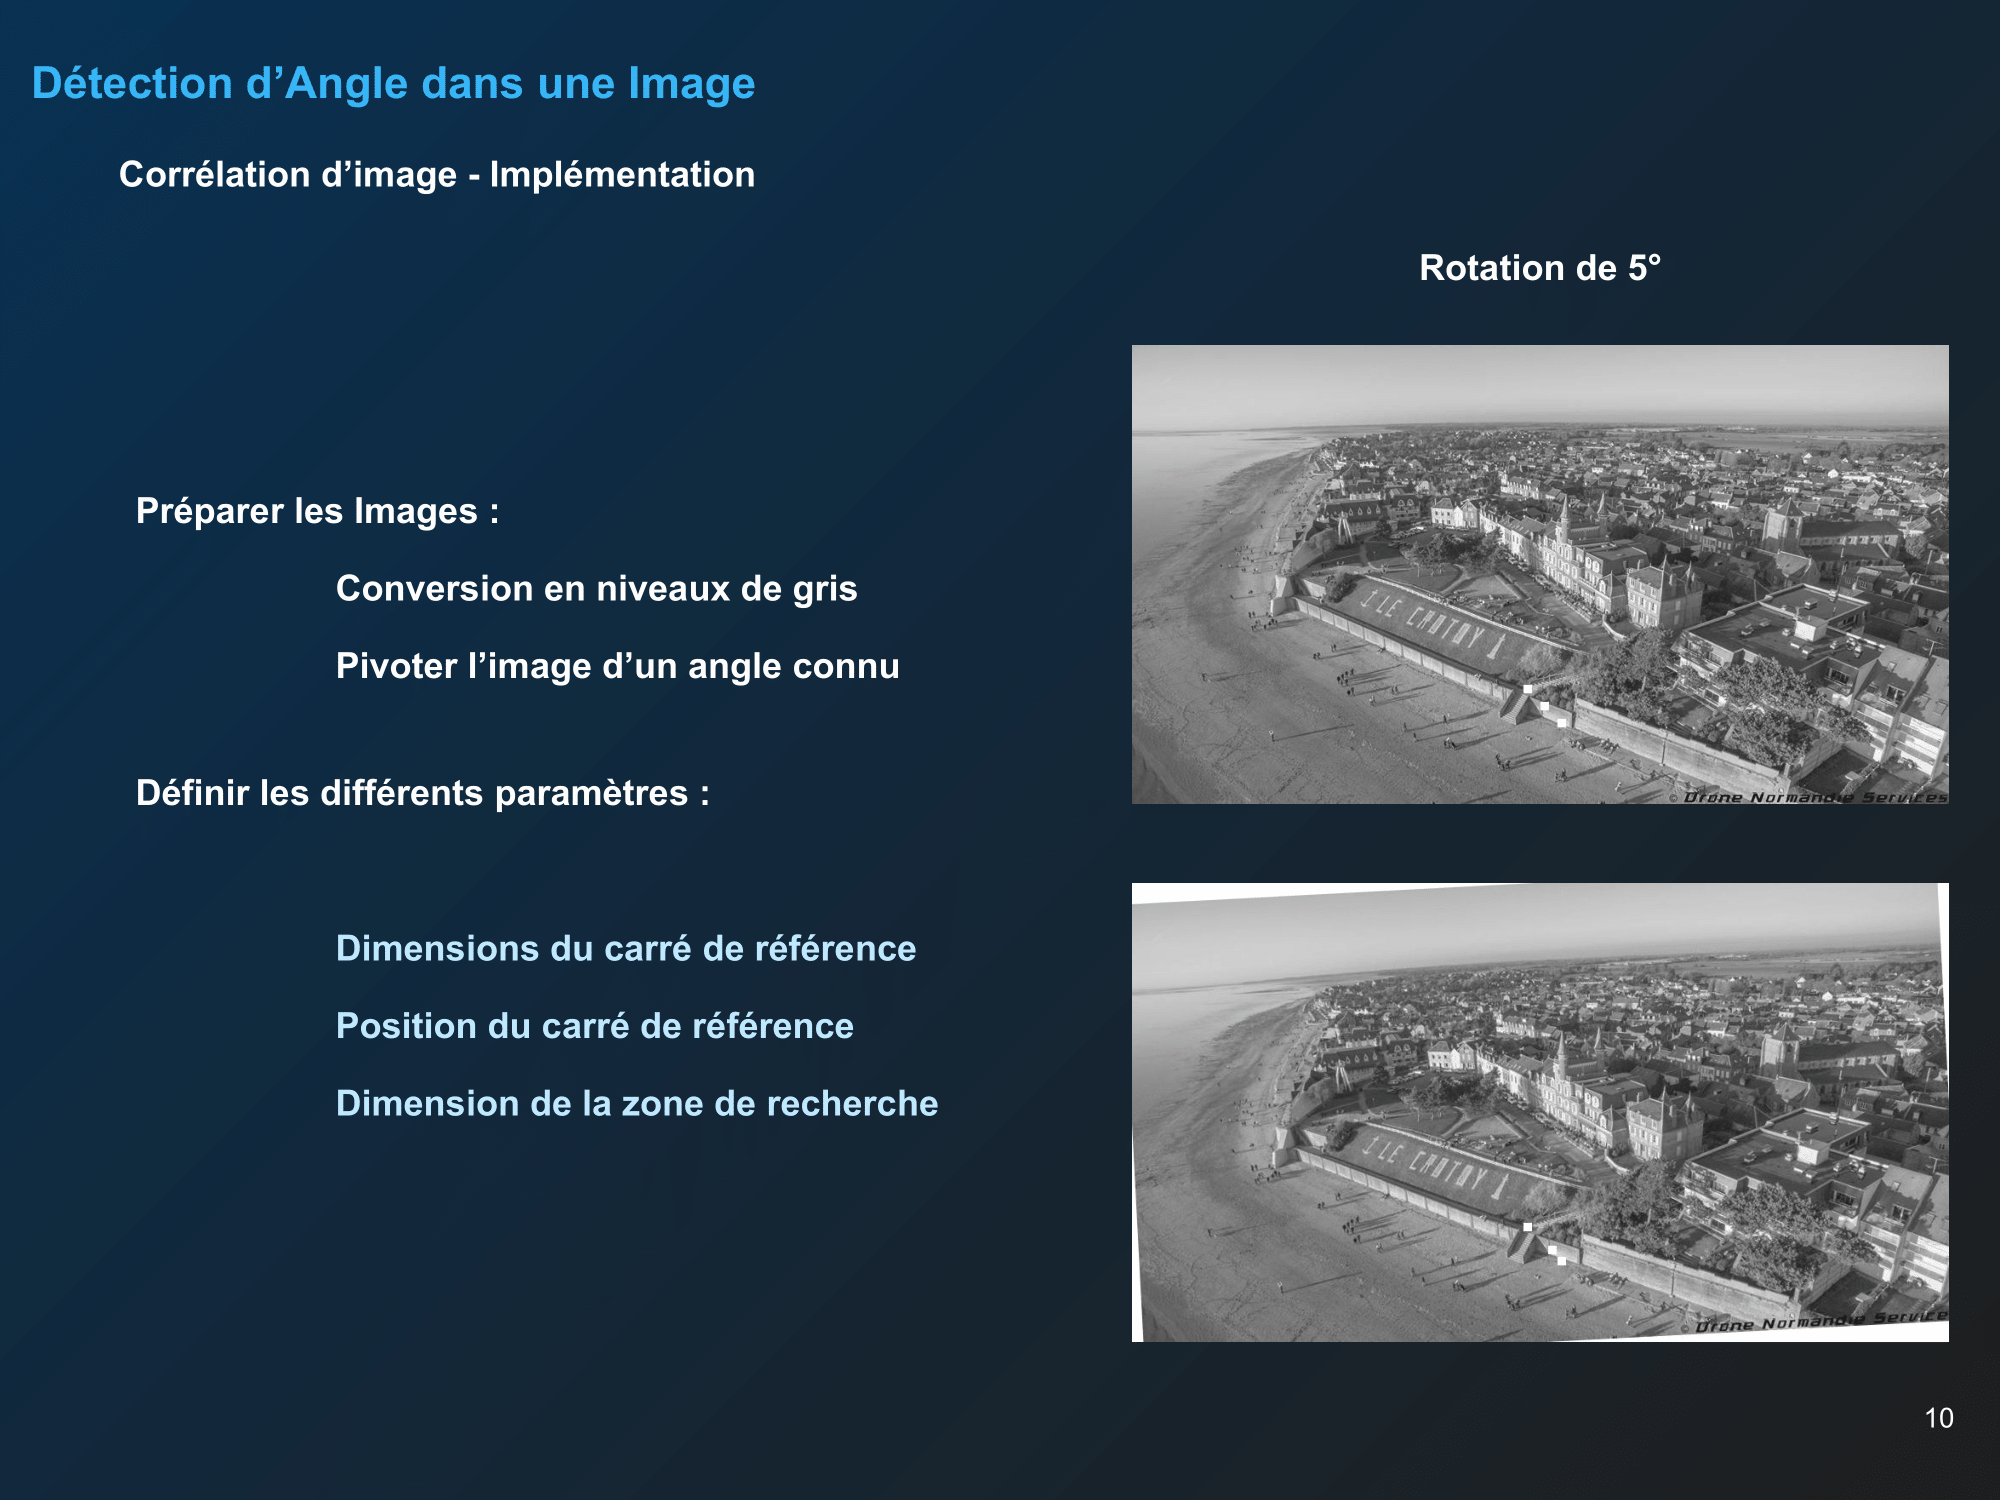 Détection d’Angle dans une Image
Corrélation d’image - Implémentation
Rotation de 5°
Préparer les Images :
Conversion en niveaux de gris
Pivoter l’image d’un angle connu
Définir les différents paramètres :
Dimensions du carré de référence
Position du carré de référence
Dimension de la zone de recherche
LE CROTOY
© Drone Normandie Services
LE CROTOY
© Drone Normandie Service
10